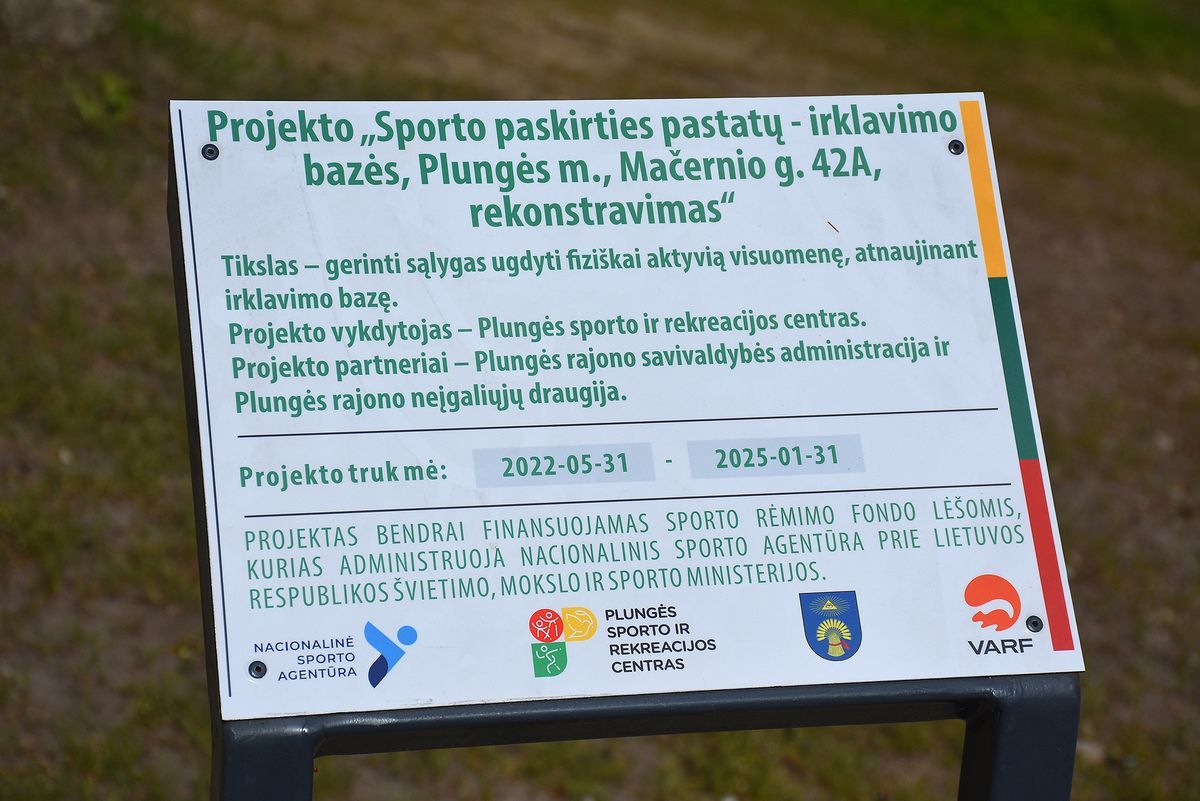 Projekto „Sporto paskirties pastatų - irklavimo
bazės, Plungės m., Mačernio g. 42A,
rekonstravimas“
Tikslas – gerinti sąlygas ugdyti fiziškai aktyvią visuomenę, atnaujinant
irklavimo bazę.
Projekto vykdytojas – Plungės sporto ir rekreacijos centras.
Projekto partneriai – Plungės rajono savivaldybės administracija ir
Plungės rajono neįgaliųjų draugija.
Projekto truk mė: 2022-05-31 - 2025-01-31
PROJEKTAS BENDRAI FINANSUOJAMAS SPORTO RĖMIMO FONDO LĖŠOMIS,
KURIAS ADMINISTRUOJA NACIONALINIS SPORTO AGENTŪRA PRIE LIETUVOS
RESPUBLIKOS ŠVIETIMO, MOKSLO IR SPORTO MINISTERIJOS.
NACIONALINĖ
SPORTO
AGENTŪRA
PLUNGĖS
SPORTO IR
REKREACIJOS
CENTRAS
VARF